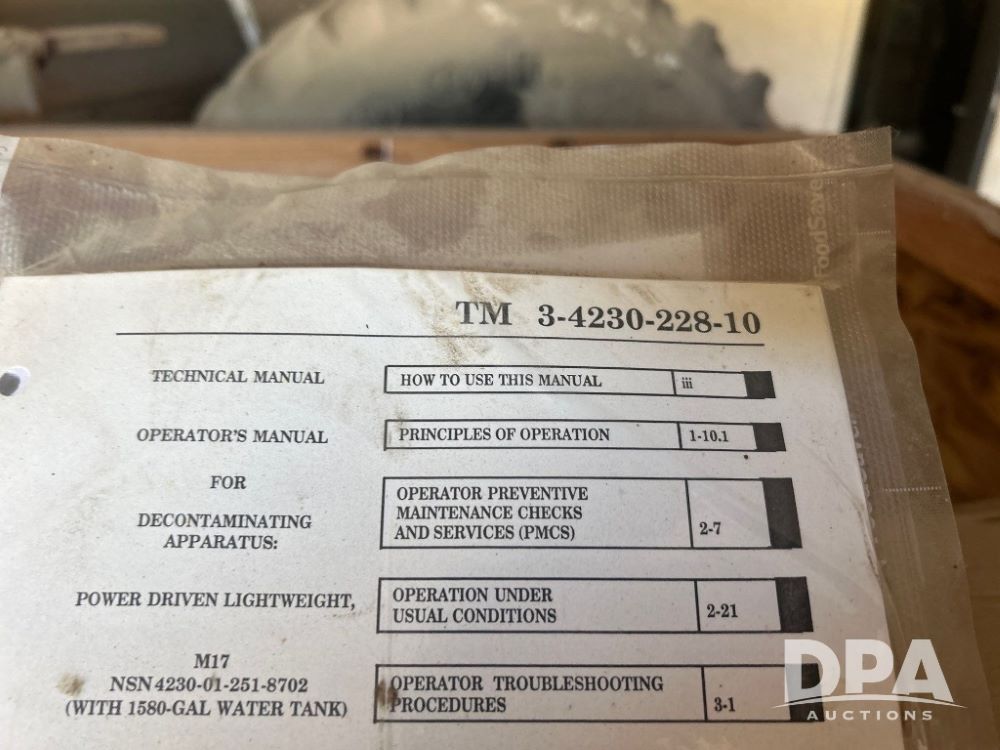 FoodSaver
TM 3-4230-228-10
TECHNICAL MANUAL
OPERATOR'S MANUAL
FOR
DECONTAMINATING
APPARATUS:
POWER DRIVEN LIGHTWEIGHT,
M17
NSN 4230-01-251-8702
(WITH 1580-GAL WATER TANK)
HOW TO USE THIS MANUAL iii
PRINCIPLES OF OPERATION 1-10.1
OPERATOR PREVENTIVE
MAINTENANCE CHECKS
AND SERVICES (PMCS) 2-7
OPERATION UNDER
USUAL CONDITIONS 2-21
OPERATOR TROUBLESHOOTING
PROCEDURES 3-1
DPA
AUCTIONS